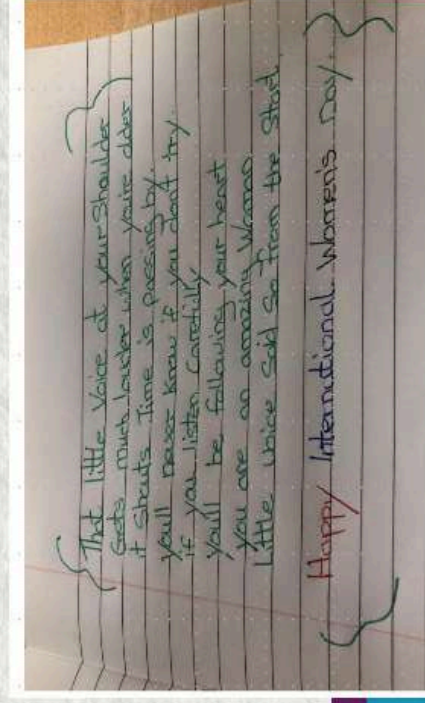 That little Voice at your Shoulder
Gets much louder when you're older
it shouts Time is passing by
You'll never know if you don't try..
if you listen carefully
You'll be following your heart
You are an amazing Woman
Little voice said so from the Start.
Happy International Women's Day..